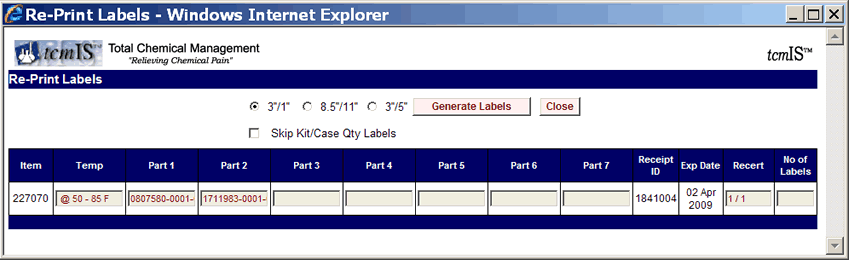 Re-Print Labels - Windows Internet Explorer
tcmIS™ Total Chemical Management tcmIS™
"Relieving Chemical Pain"
Re-Print Labels
3"/1" 8.5"/11" 3"/5" Generate Labels Close
Skip Kit/Case Qty Labels
Item Temp Part 1 Part 2 Part 3 Part 4 Part 5 Part 6 Part 7 Receipt ID Exp Date Recert No of Labels
227070 @ 50 - 85 F 0807580-0001- 1711983-0001- 1841004 02 Apr 2009 1 / 1